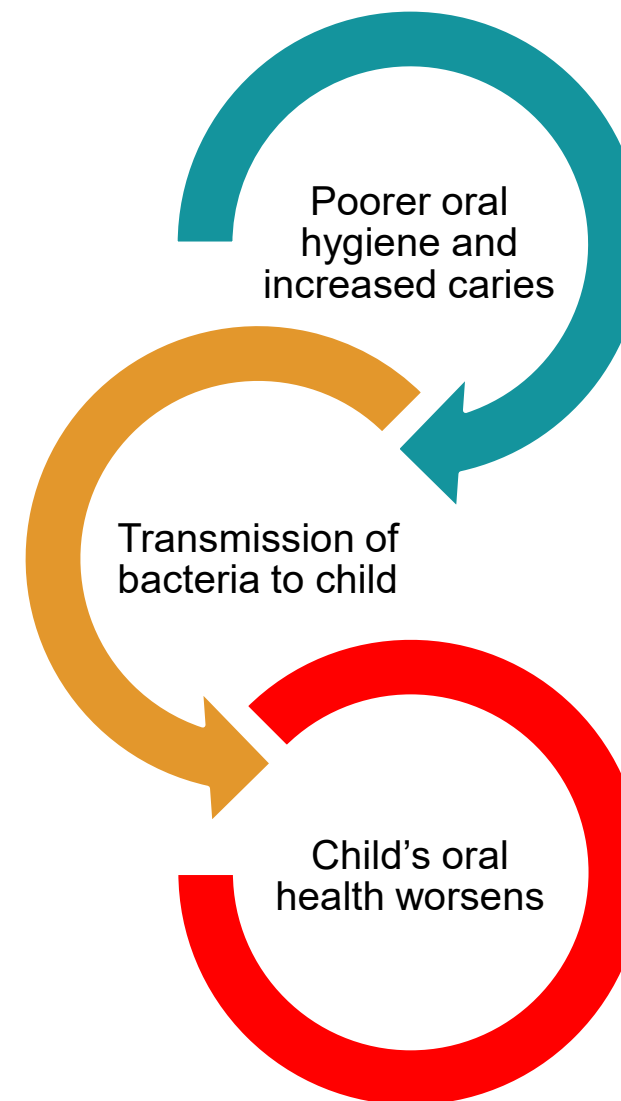 Poorer oral
hygiene and
increased caries
Transmission of
bacteria to child
Child’s oral
health worsens